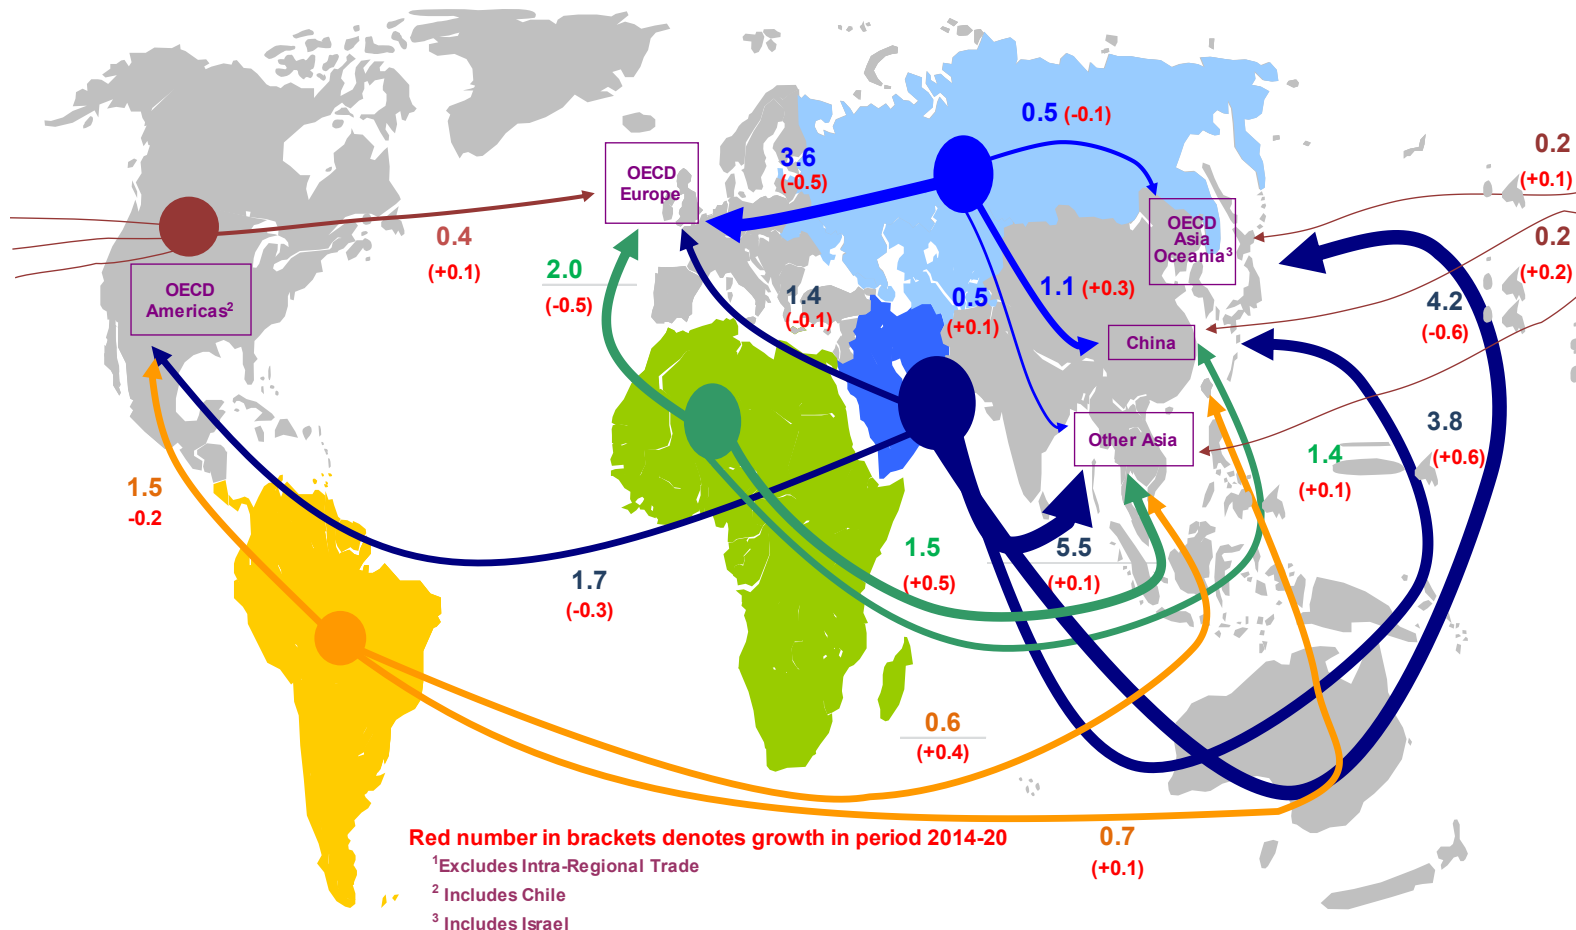 0.5 (-0.1)
0.2
(+0.1)
3.6
(-0.5)
OECD
Europe
OECD
Asia
Oceania3
0.4
(+0.1)
0.2
(+0.2)
2.0
(-0.5)
OECD
Americas2
1.4
(-0.1)
0.5
(+0.1)
1.1 (+0.3)
4.2
(-0.6)
China
Other Asia
3.8
(+0.6)
1.4
(+0.1)
1.5
-0.2
1.5
(+0.5)
5.5
(+0.1)
1.7
(-0.3)
0.6
(+0.4)
0.7
(+0.1)
Red number in brackets denotes growth in period 2014-20
1Excludes Intra-Regional Trade
2 Includes Chile
3 Includes Israel